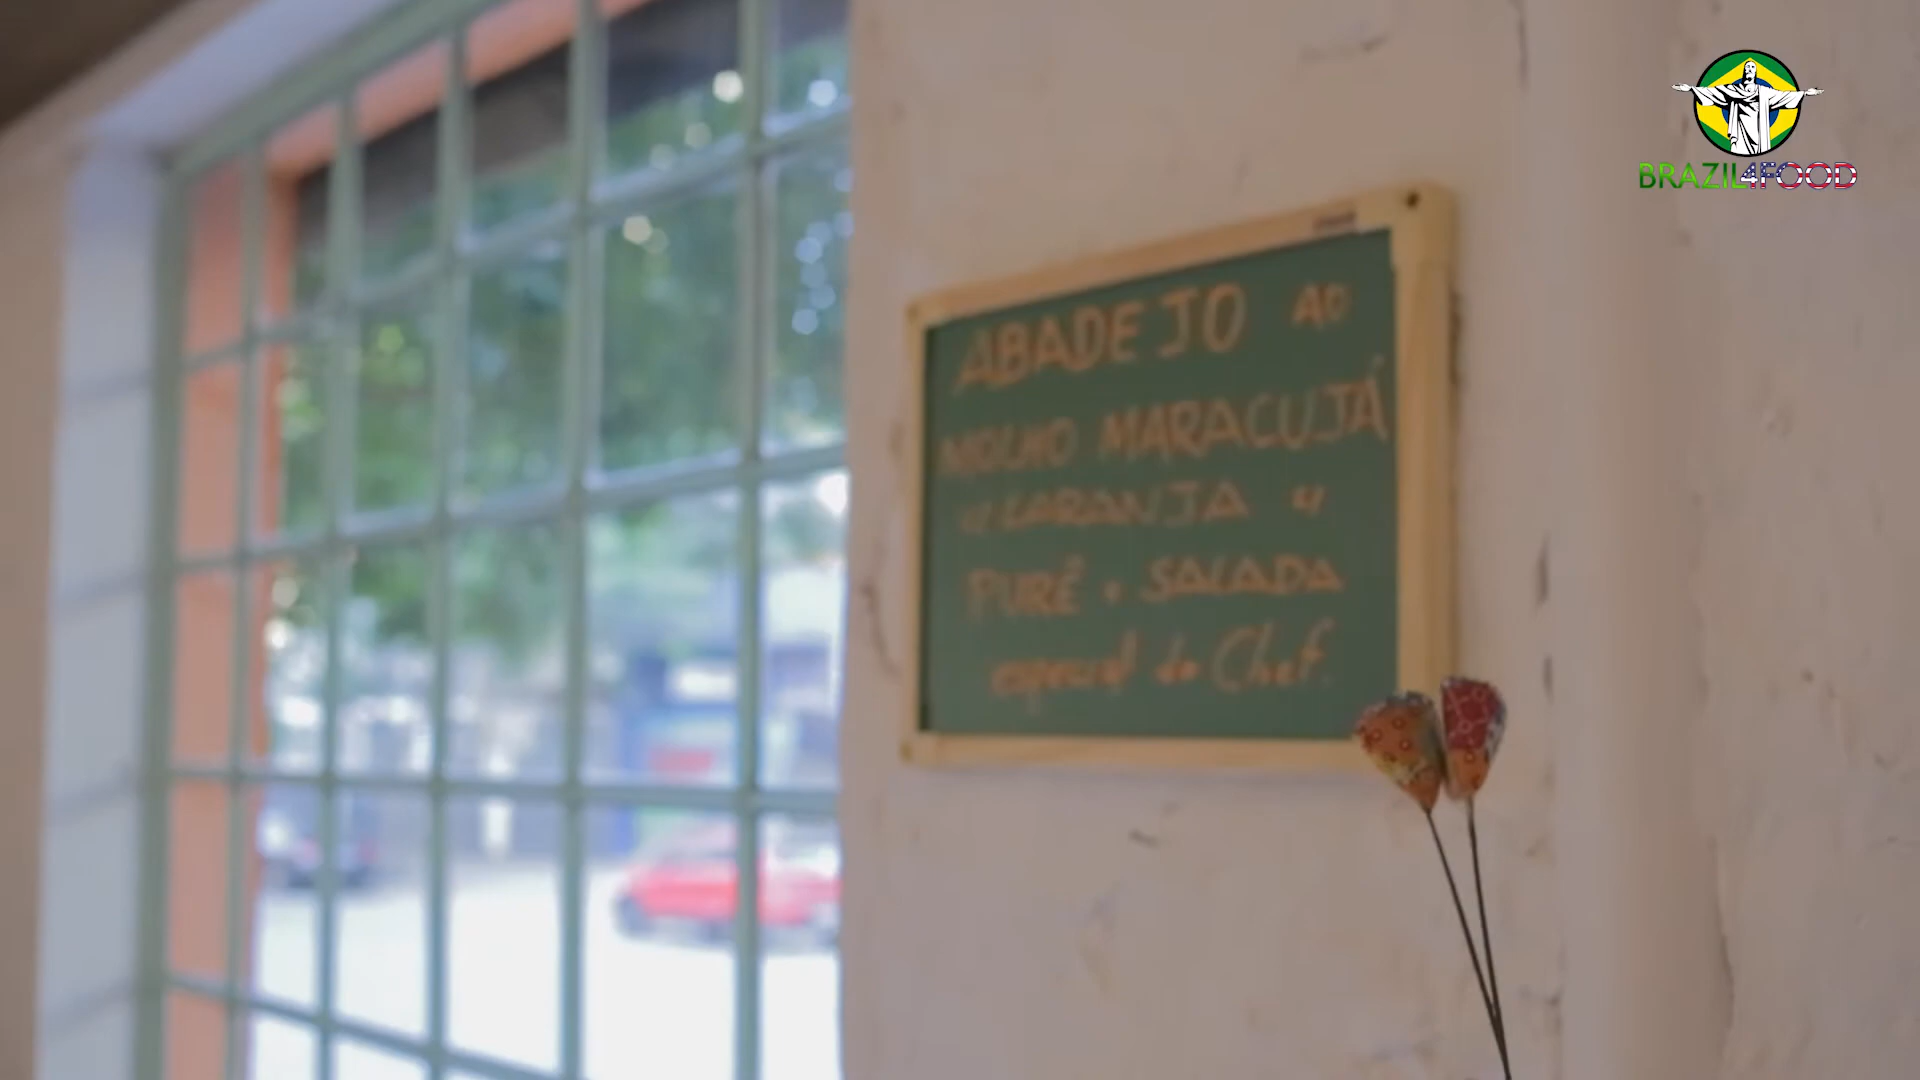 BRAZIL4FOOD
ABADEJO AO
MOLHO MARACUJÁ
LARANJA
PURÊ + SALADA
especial do Chef.